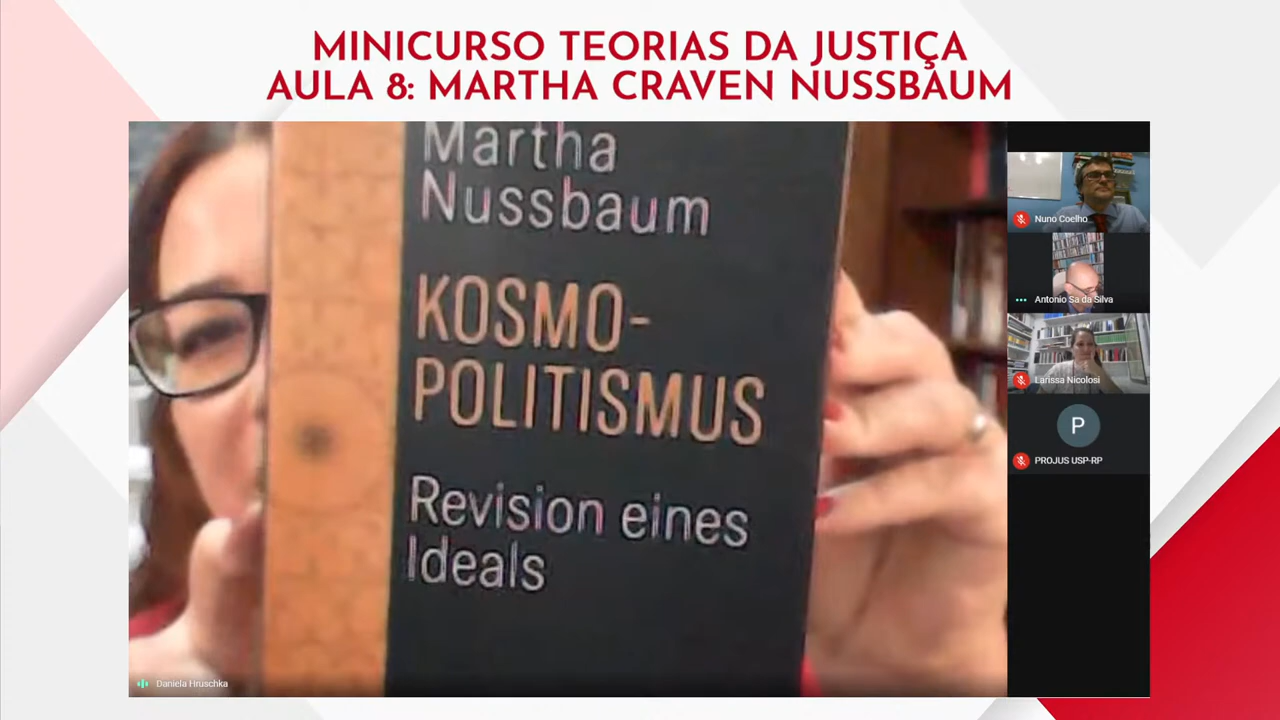 MINICURSO TEORIAS DA JUSTIÇA
AULA 8: MARTHA CRAVEN NUSSBAUM
Martha
Nussbaum
KOSMO-
POLITISMUS
Revision eines
Ideals
Daniela Hruschka
Nuno Coelho
Antonio Sa da Silva
Larissa Nicolosi
P
PROJUS USP-RP